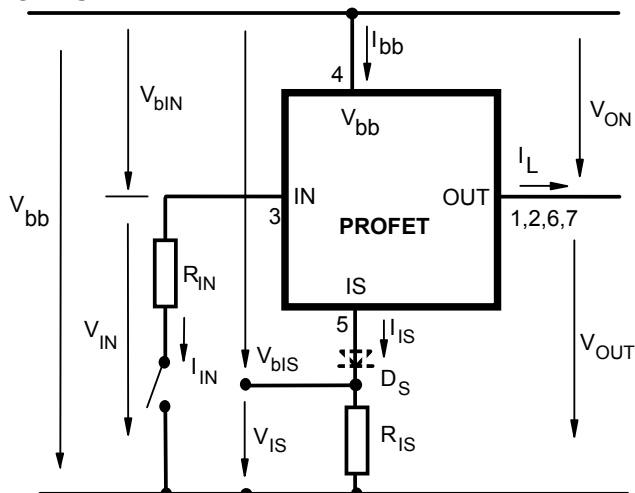 I_bb
4
V_bb
V_bIN
V_ON
V_bb
I_L
IN
OUT
3
PROFET
1,2,6,7
R_IN
IS
V_IN
I_IN
5
I_IS
V_bIS
D_S
V_OUT
V_IS
R_IS